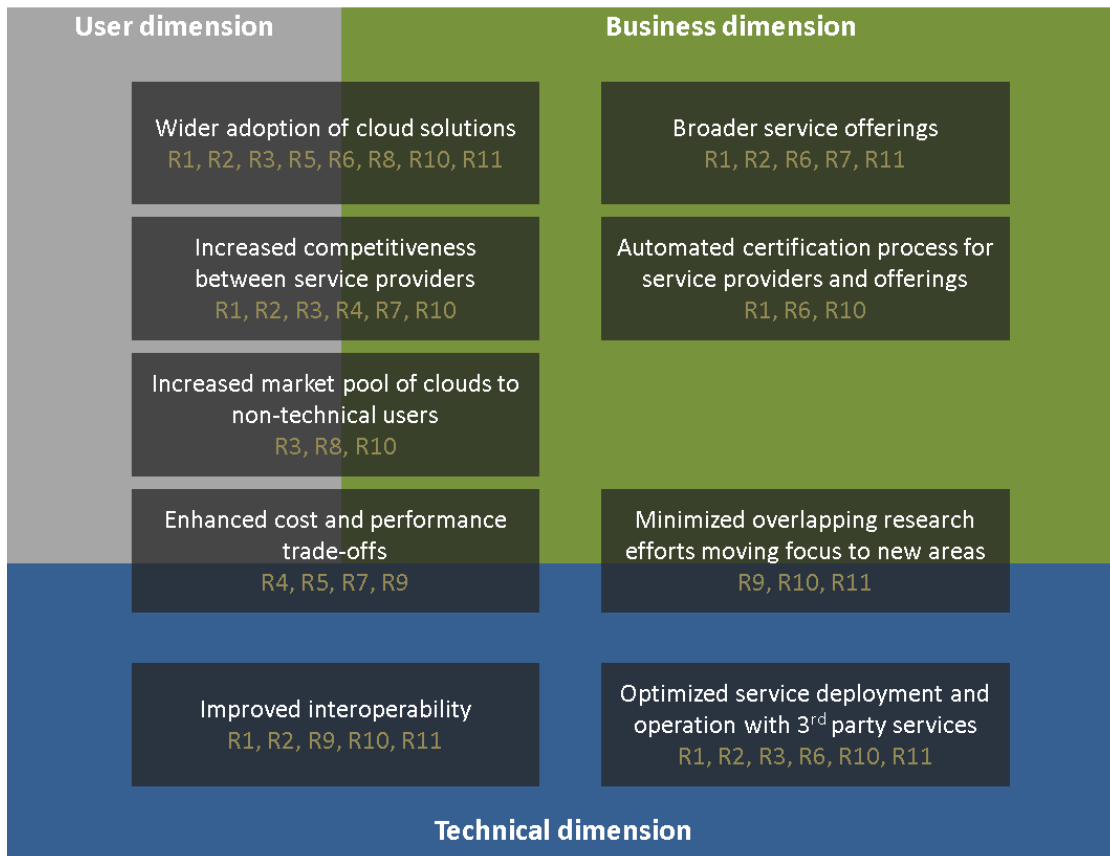 User dimension
Business dimension
Wider adoption of cloud solutions
R1, R2, R3, R5, R6, R8, R10, R11
Broader service offerings
R1, R2, R6, R7, R11
Increased competitiveness
between service providers
R1, R2, R3, R4, R7, R10
Automated certification process for
service providers and offerings
R1, R6, R10
Increased market pool of clouds to
non-technical users
R3, R8, R10
Enhanced cost and performance
trade-offs
R4, R5, R7, R9
Minimized overlapping research
efforts moving focus to new areas
R9, R10, R11
Improved interoperability
R1, R2, R9, R10, R11
Optimized service deployment and
operation with 3rd party services
R1, R2, R3, R6, R10, R11
Technical dimension